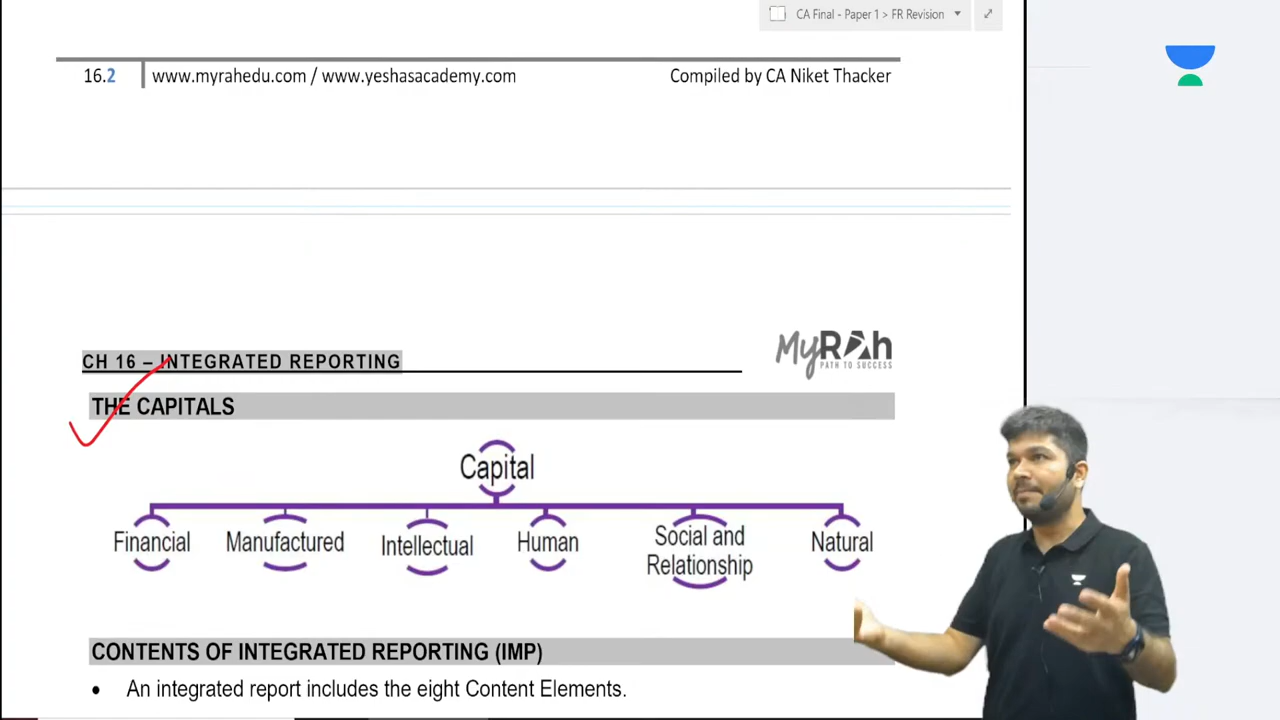 CA Final - Paper 1 > FR Revision
16.2 www.myrahedu.com / www.yeshasacademy.com Compiled by CA Niket Thacker
CH 16 – INTEGRATED REPORTING
MyRAh
PATH TO SUCCESS
THE CAPITALS
Capital
Financial Manufactured Intellectual Human Social and Relationship Natural
CONTENTS OF INTEGRATED REPORTING (IMP)
• An integrated report includes the eight Content Elements.